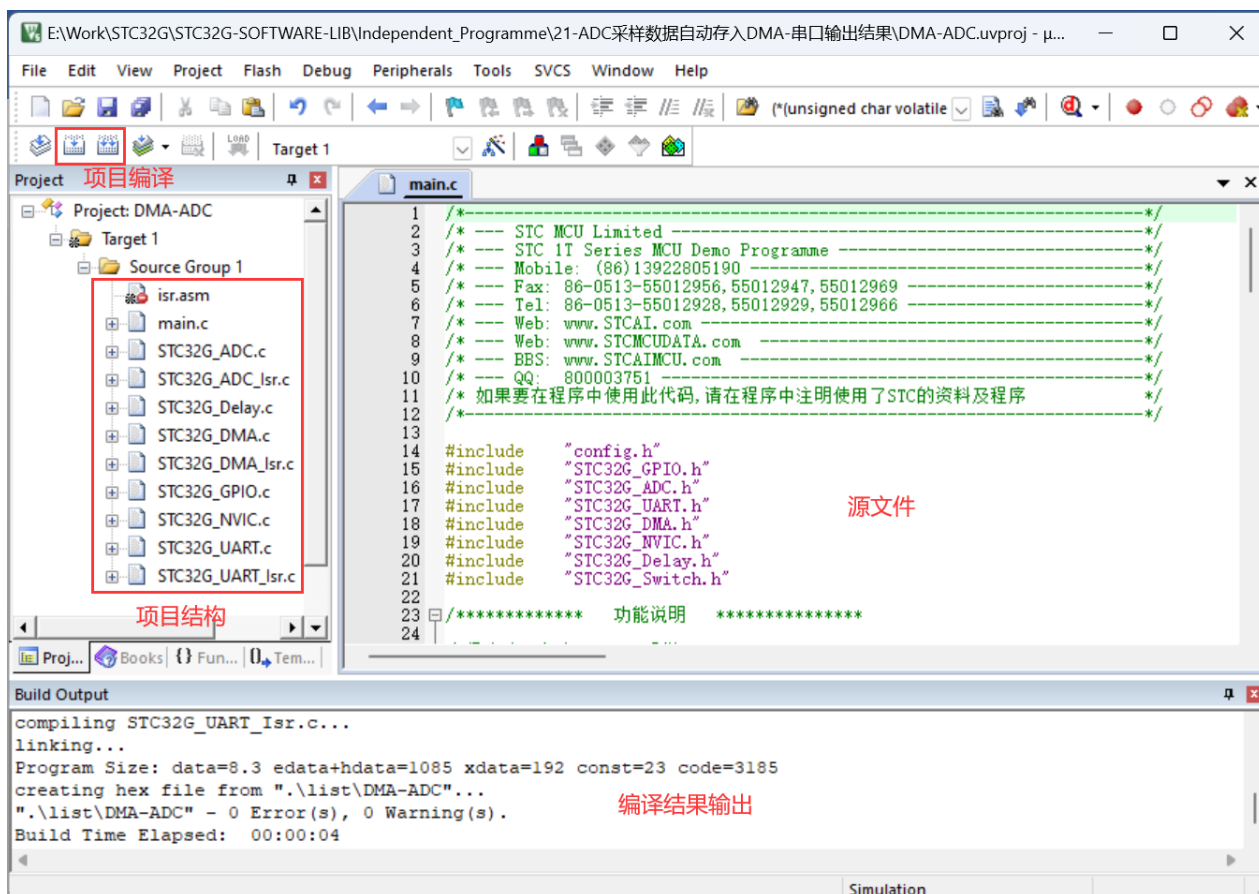 E:\Work\STC32G\STC32G-SOFTWARE-LIB\Independent_Programme\21-ADC采样数据自动存入DMA-串口输出结果\DMA-ADC.uvproj - µ...
File Edit View Project Flash Debug Peripherals Tools SVCS Window Help
(*(unsigned char volatile
LOAD
Target 1
Project 项目编译
main.c
Project: DMA-ADC
Target 1
Source Group 1
isr.asm
main.c
STC32G_ADC.c
STC32G_ADC_Isr.c
STC32G_Delay.c
STC32G_DMA.c
STC32G_DMA_Isr.c
STC32G_GPIO.c
STC32G_NVIC.c
STC32G_UART.c
STC32G_UART_Isr.c
项目结构
Proj... Books {} Fun... Tem...
1 /*---------------------------------------------------------------------*/
2 /* --- STC MCU Limited ------------------------------------------------*/
3 /* --- STC 1T Series MCU Demo Programme -------------------------------*/
4 /* --- Mobile: (86)13922805190 ----------------------------------------*/
5 /* --- Fax: 86-0513-55012956,55012947,55012969 ------------------------*/
6 /* --- Tel: 86-0513-55012928,55012929,55012966 ------------------------*/
7 /* --- Web: www.STCAI.com ---------------------------------------------*/
8 /* --- Web: www.STCMCUDATA.com ---------------------------------------*/
9 /* --- BBS: www.STCAIMCU.com -----------------------------------------*/
10 /* --- QQ: 800003751 -------------------------------------------------*/
11 /* 如果要在程序中使用此代码,请在程序中注明使用了STC的资料及程序 */
12 /*---------------------------------------------------------------------*/
13
14 #include "config.h"
15 #include "STC32G_GPIO.h"
16 #include "STC32G_ADC.h"
17 #include "STC32G_UART.h"
18 #include "STC32G_DMA.h"
19 #include "STC32G_NVIC.h"
20 #include "STC32G_Delay.h"
21 #include "STC32G_Switch.h"
22
23 /************* 功能说明 ***************
24
源文件
Build Output
compiling STC32G_UART_Isr.c...
linking...
Program Size: data=8.3 edata+hdata=1085 xdata=192 const=23 code=3185
creating hex file from ".\list\DMA-ADC"...
".\list\DMA-ADC" - 0 Error(s), 0 Warning(s).
Build Time Elapsed: 00:00:04
编译结果输出
Simulation